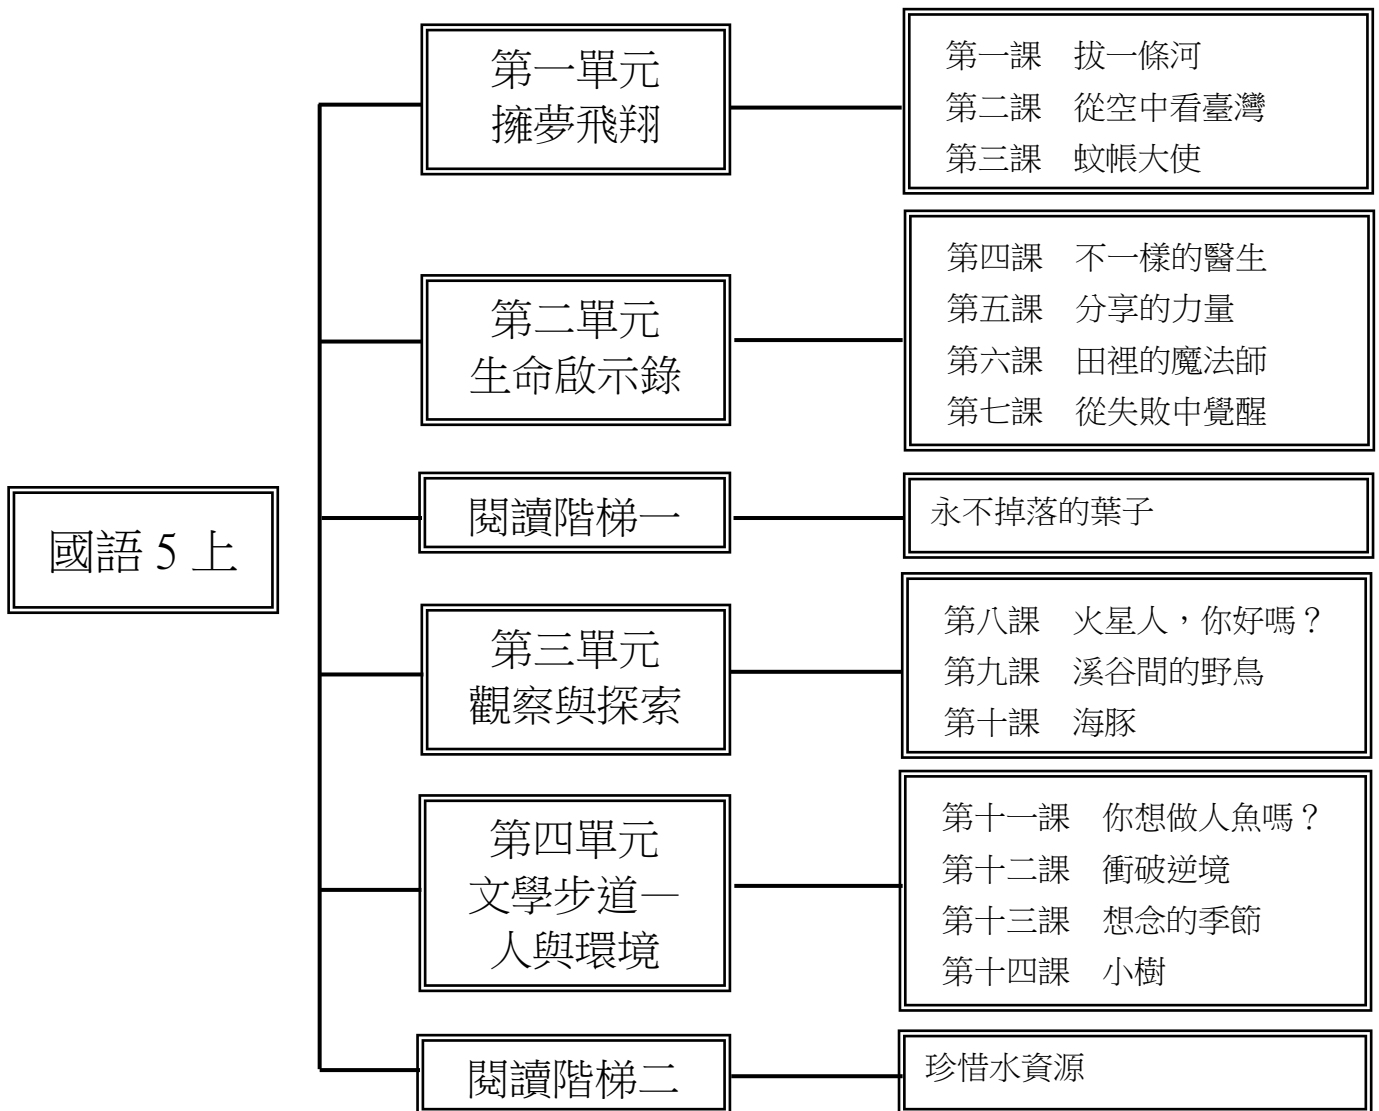 國語 5 上
第一單元
擁夢飛翔
第一課　拔一條河
第二課　從空中看臺灣
第三課　蚊帳大使
第二單元
生命啟示錄
第四課　不一樣的醫生
第五課　分享的力量
第六課　田裡的魔法師
第七課　從失敗中覺醒
閱讀階梯一
永不掉落的葉子
第三單元
觀察與探索
第八課　火星人，你好嗎？
第九課　溪谷間的野鳥
第十課　海豚
第四單元
文學步道—
人與環境
第十一課　你想做人魚嗎？
第十二課　衝破逆境
第十三課　想念的季節
第十四課　小樹
閱讀階梯二
珍惜水資源